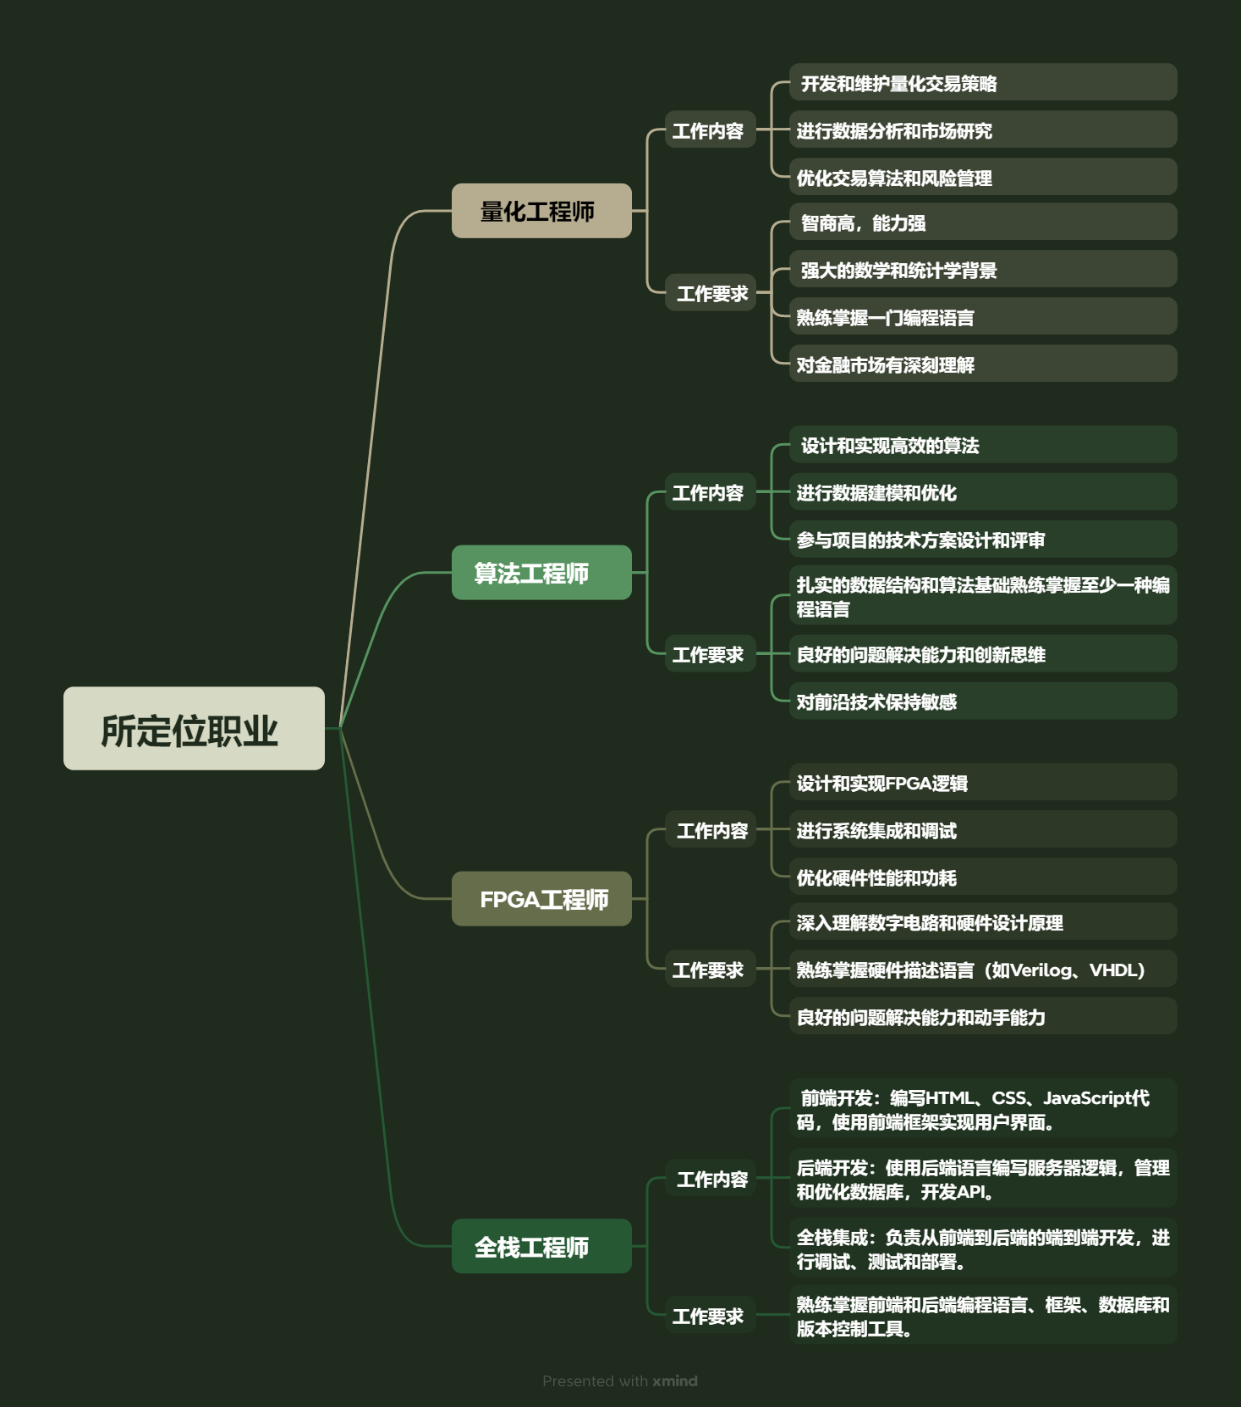 所定位职业
量化工程师
工作内容
开发和维护量化交易策略
进行数据分析和市场研究
优化交易算法和风险管理
工作要求
智商高，能力强
强大的数学和统计学背景
熟练掌握一门编程语言
对金融市场有深刻理解
算法工程师
工作内容
设计和实现高效的算法
进行数据建模和优化
参与项目的技术方案设计和评审
工作要求
扎实的数据结构和算法基础熟练掌握至少一种编
程语言
良好的问题解决能力和创新思维
对前沿技术保持敏感
FPGA工程师
工作内容
设计和实现FPGA逻辑
进行系统集成和调试
优化硬件性能和功耗
工作要求
深入理解数字电路和硬件设计原理
熟练掌握硬件描述语言（如Verilog、VHDL）
良好的问题解决能力和动手能力
全栈工程师
工作内容
前端开发：编写HTML、CSS、JavaScript代
码，使用前端框架实现用户界面。
后端开发：使用后端语言编写服务器逻辑，管理
和优化数据库，开发API。
全栈集成：负责从前端到后端的端到端开发，进
行调试、测试和部署。
工作要求
熟练掌握前端和后端编程语言、框架、数据库和
版本控制工具。
Presented with xmind